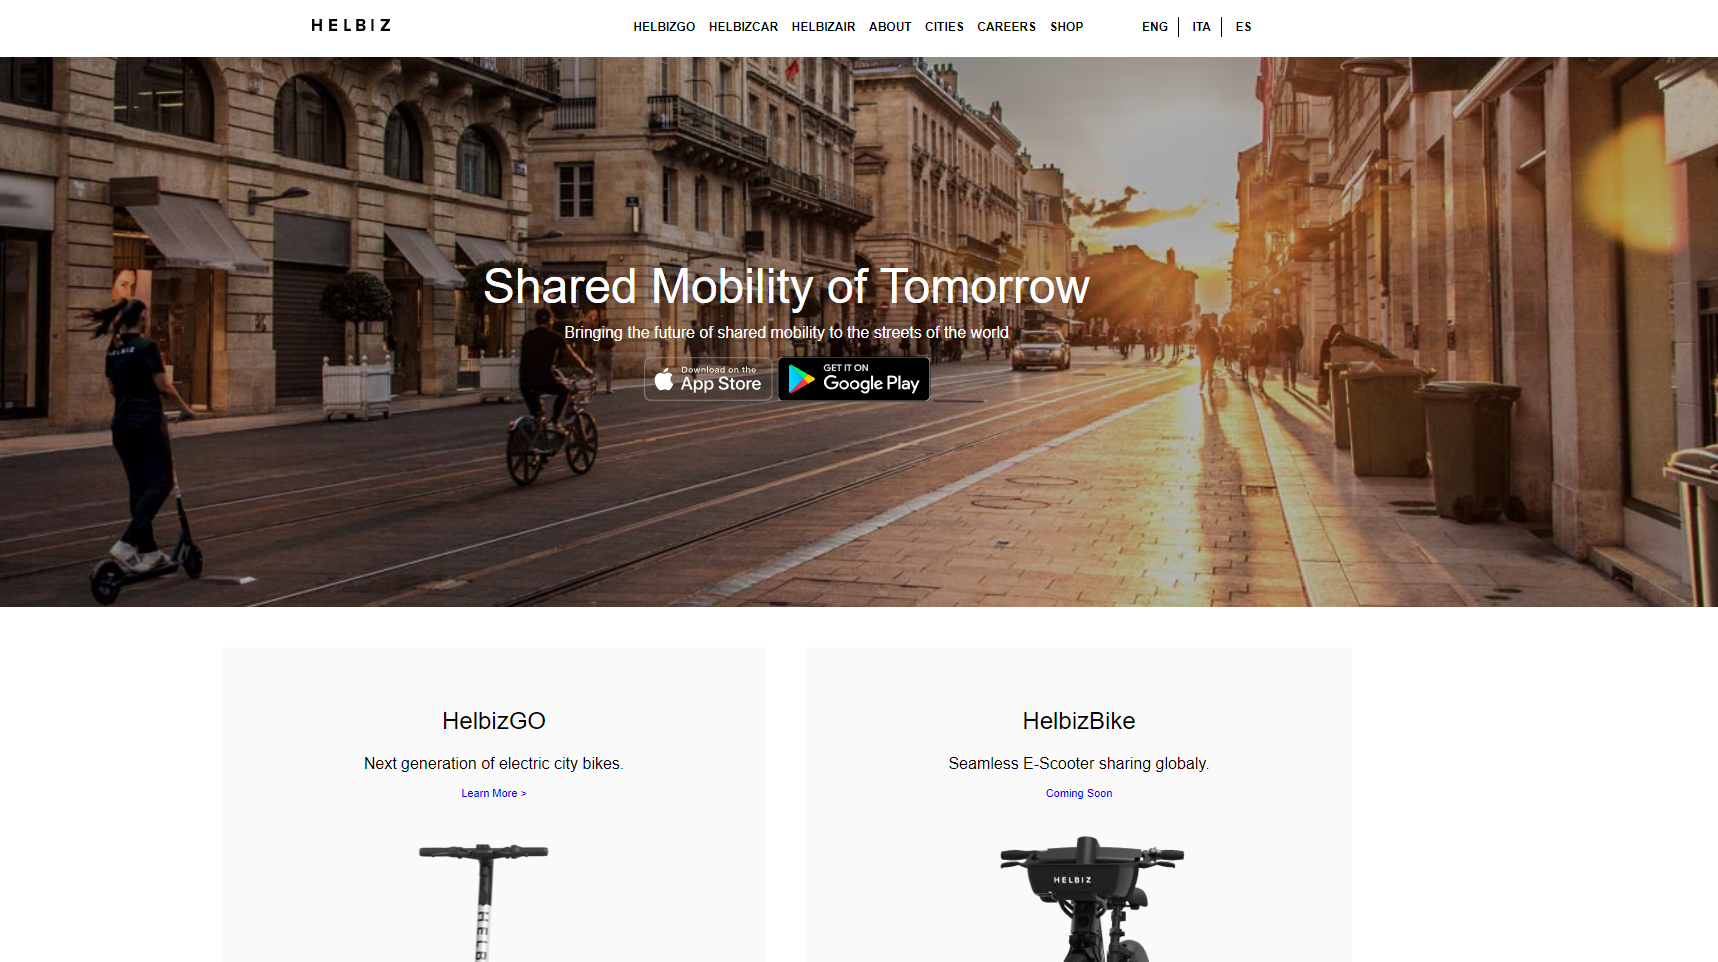 HELBIZ
HELBIZGO HELBIZCAR HELBIZAIR ABOUT CITIES CAREERS SHOP ENG ITA ES
Shared Mobility of Tomorrow
Bringing the future of shared mobility to the streets of the world
Download on the
App Store
GET IT ON
Google Play
HELBIZ
HelbizGO
Next generation of electric city bikes.
Learn More >
HELB
HelbizBike
Seamless E-Scooter sharing globaly.
Coming Soon
HELBIZ